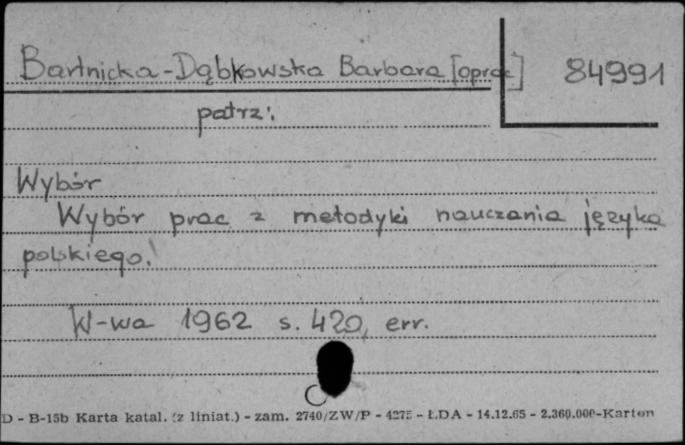 Bartnicka-Dąbkowska Barbara [oprac] 84991
patrz:
Wybór
Wybór prac z metodyki nauczania języka
polskiego.
W-wa 1962 s. 420, err.
D - B-15b Karta katal. (z liniat.) - zam. 2740/ZW/P - 4275 - ŁDA - 14.12.65 - 2.360.000-Karton